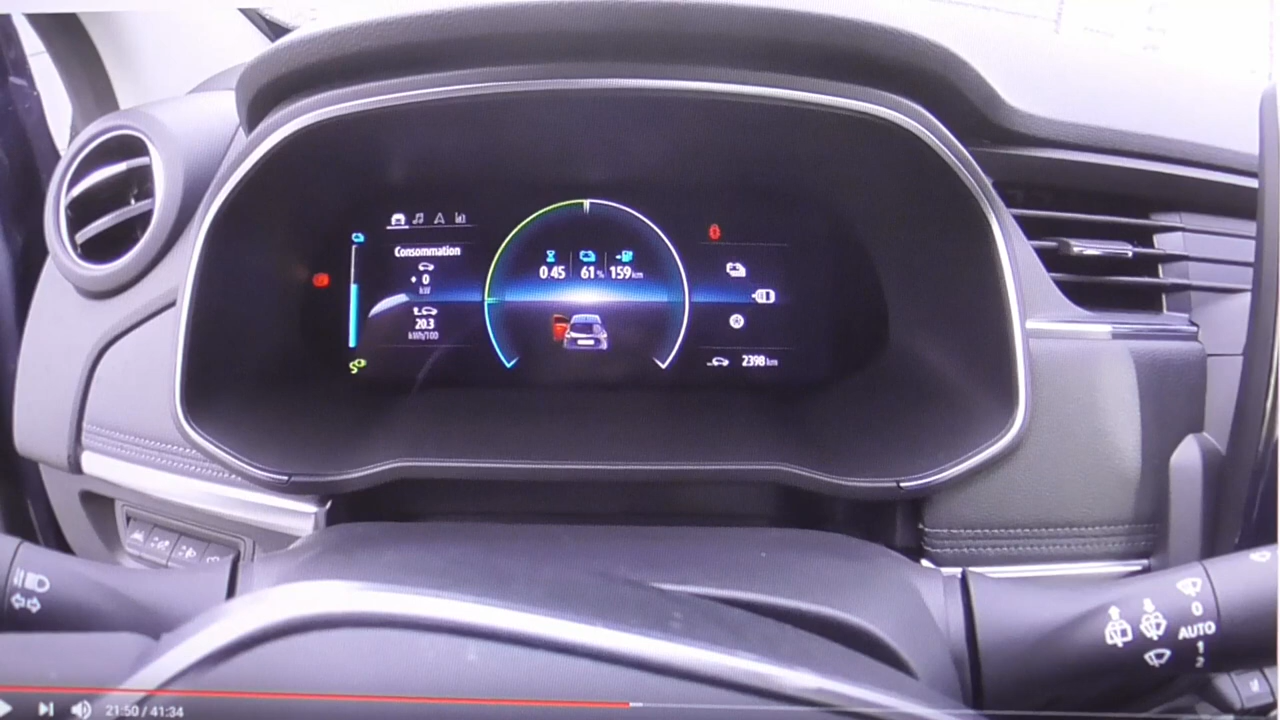 Consommation
0.45 61% 159 km
+ 0
kW
20.3
kWh/100
2398 km
0
AUTO
1
2
21:50 / 41:34